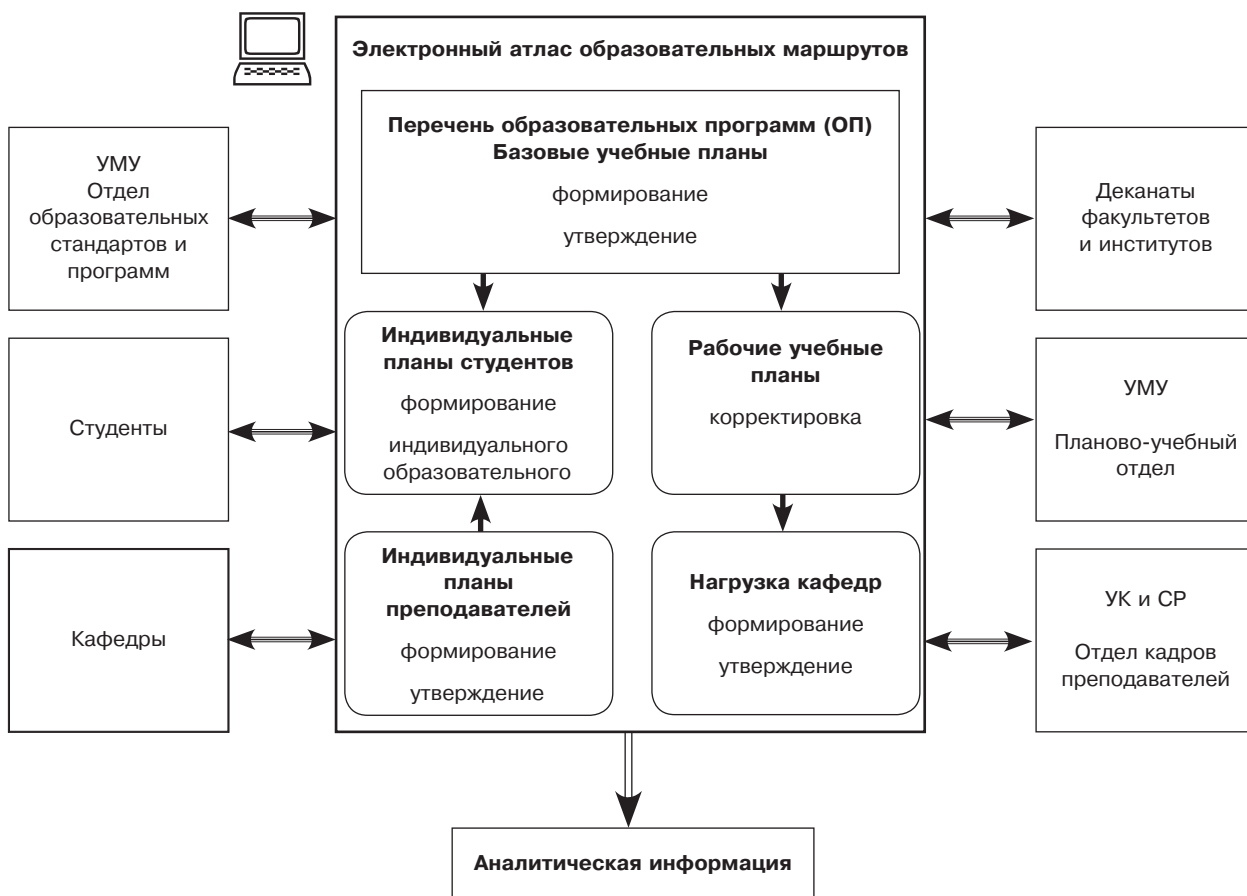 Электронный атлас образовательных маршрутов
Перечень образовательных программ (ОП)
Базовые учебные планы
формирование
утверждение
УМУ
Отдел
образовательных
стандартов и
программ
Деканаты
факультетов
и институтов
Индивидуальные
планы студентов
формирование
индивидуального
образовательного
Рабочие учебные
планы
корректировка
Студенты
УМУ
Планово-учебный
отдел
Индивидуальные
планы
преподавателей
формирование
утверждение
Нагрузка кафедр
формирование
утверждение
Кафедры
УК и СР
Отдел кадров
преподавателей
Аналитическая информация